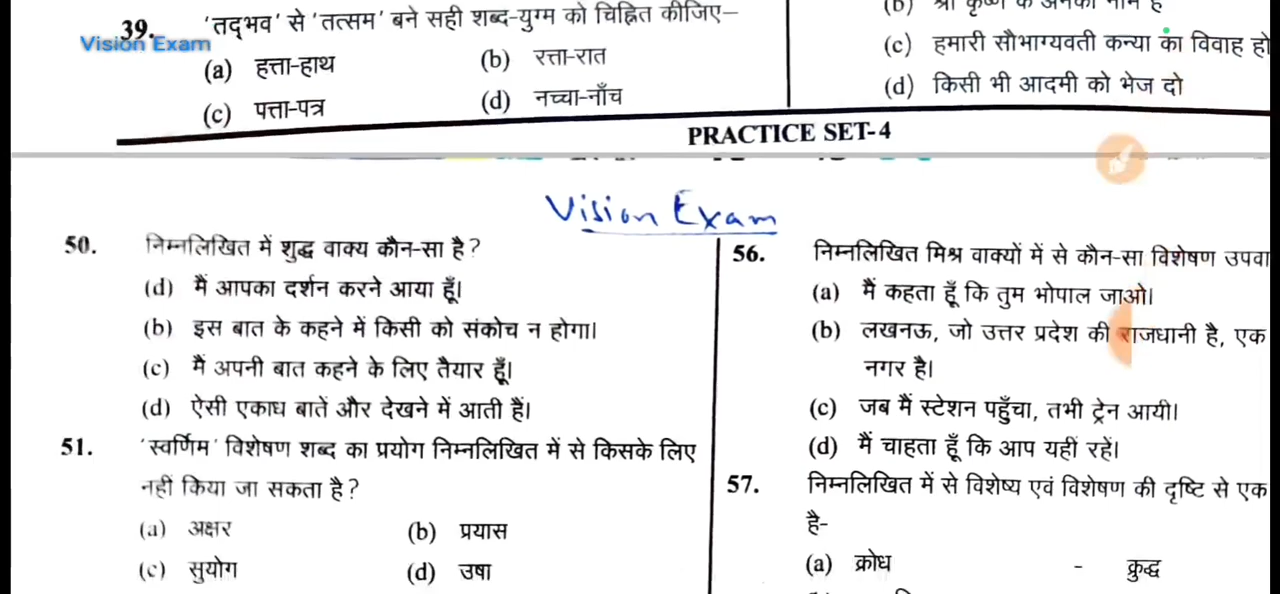 39. 'तद्भव' से 'तत्सम' बने सही शब्द-युग्म को चिह्नित कीजिए–
Vision Exam
(a) हत्ता-हाथ (b) रत्ता-रात
(c) पत्ता-पत्र (d) नच्चा-नाँच
(c) हमारी सौभाग्यवती कन्या का विवाह हो
(d) किसी भी आदमी को भेज दो
PRACTICE SET-4
Vision Exam
50. निम्नलिखित में शुद्ध वाक्य कौन-सा है?
(d) मैं आपका दर्शन करने आया हूँ।
(b) इस बात के कहने में किसी को संकोच न होगा।
(c) मैं अपनी बात कहने के लिए तैयार हूँ।
(d) ऐसी एकाध बातें और देखने में आती हैं।
51. 'स्वर्णिम' विशेषण शब्द का प्रयोग निम्नलिखित में से किसके लिए
नहीं किया जा सकता है?
(a) अक्षर (b) प्रयास
(c) सुयोग (d) उषा
56. निम्नलिखित मिश्र वाक्यों में से कौन-सा विशेषण उपवा
(a) मैं कहता हूँ कि तुम भोपाल जाओ।
(b) लखनऊ, जो उत्तर प्रदेश की राजधानी है, एक
नगर है।
(c) जब मैं स्टेशन पहुँचा, तभी ट्रेन आयी।
(d) मैं चाहता हूँ कि आप यहीं रहें।
57. निम्नलिखित में से विशेष्य एवं विशेषण की दृष्टि से एक
है-
(a) क्रोध - क्रुद्ध